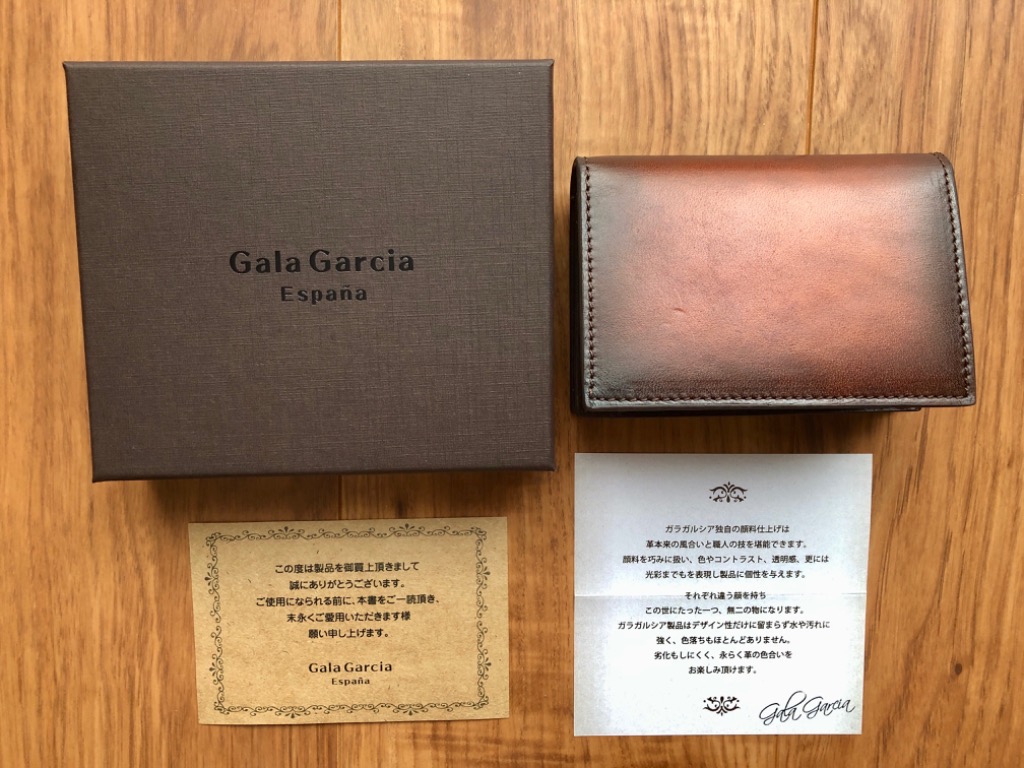 Gala Garcia
España
この度は製品を御買上頂きまして
誠にありがとうございます。
ご使用になられる前に、本書をご一読頂き、
末永くご愛用いただきます様
願い申し上げます。
Gala Garcia
España
ガラガルシア独自の顔料仕上げは
革本来の風合いと職人の技を堪能できます。
顔料を巧みに扱い、色やコントラスト、透明感、更には
光彩までもを表現し製品に個性を与えます。
それぞれ違う顔を持ち
この世にたった一つ、無二の物になります。
ガラガルシア製品はデザイン性だけに留まらず水や汚れに
強く、色落ちもほとんどありません。
劣化もしにくく、永らく革の色合いを
お楽しみ頂けます。
Gala Garcia